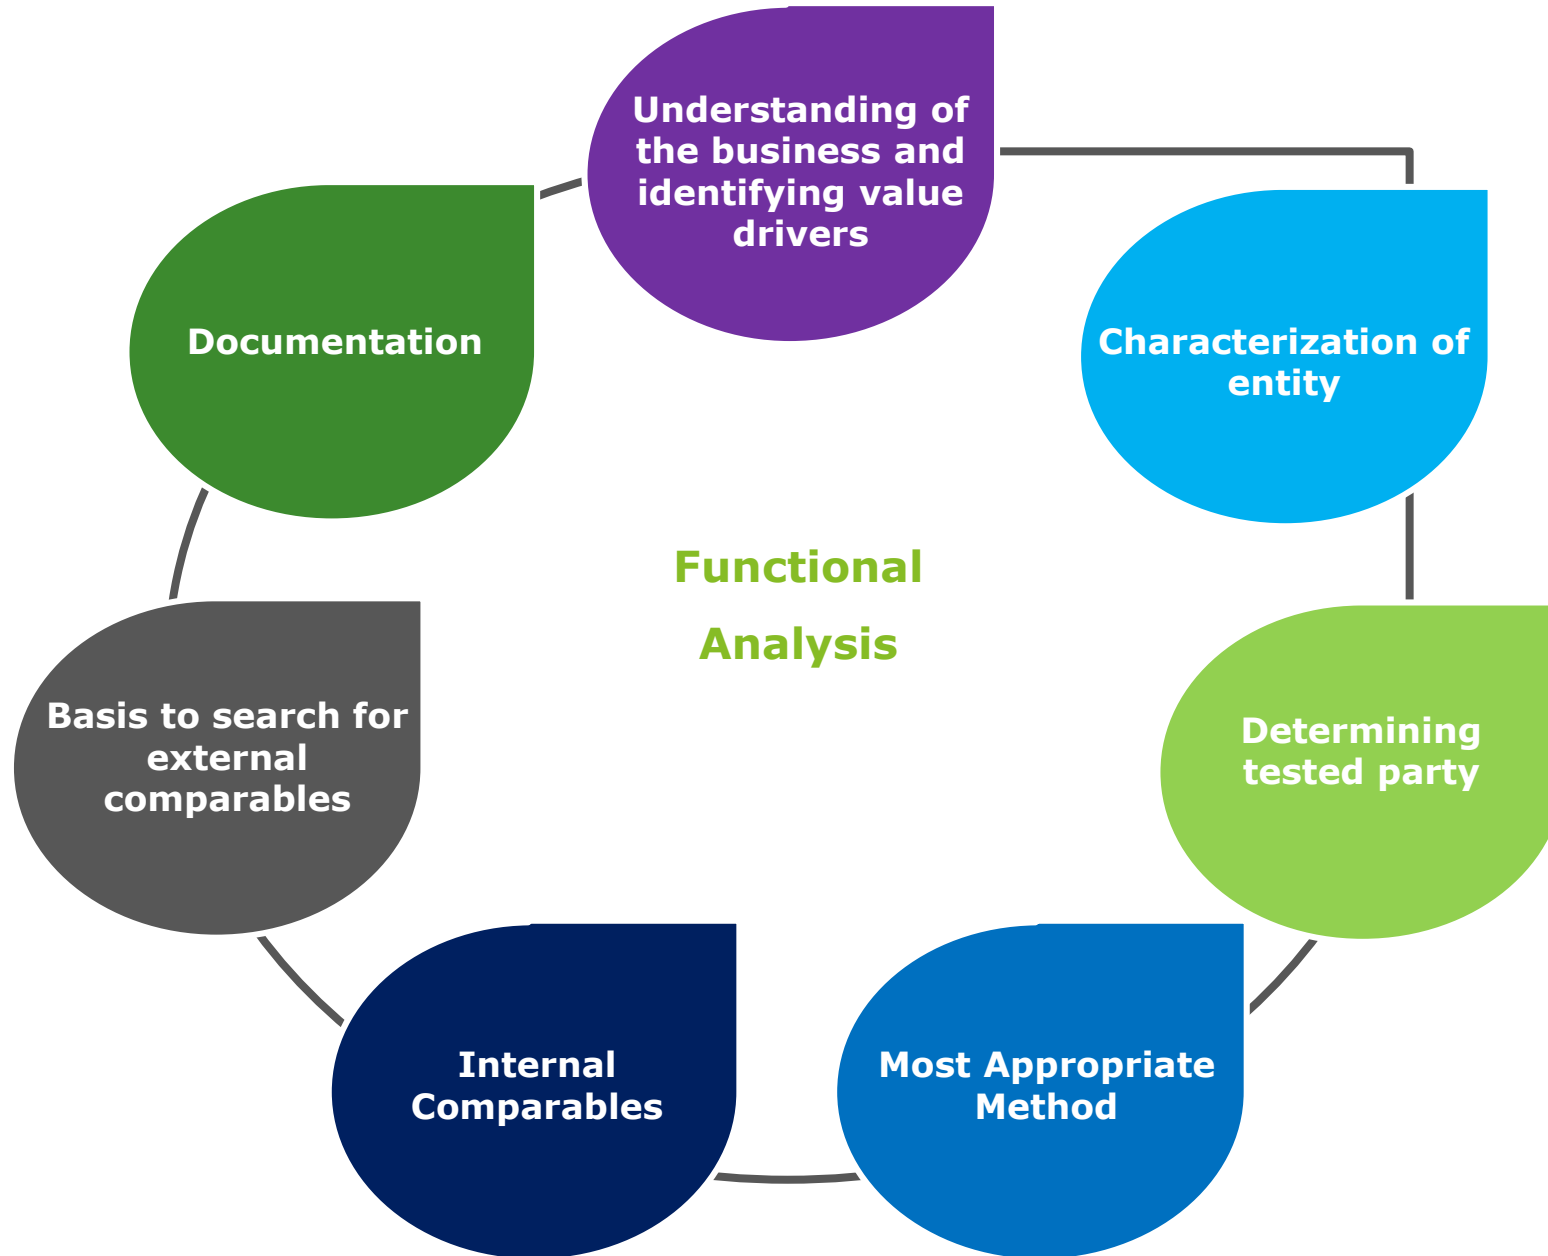 Understanding of
the business and
identifying value
drivers
Characterization of
entity
Determining
tested party
Most Appropriate
Method
Internal
Comparables
Basis to search for
external
comparables
Documentation
Functional
Analysis